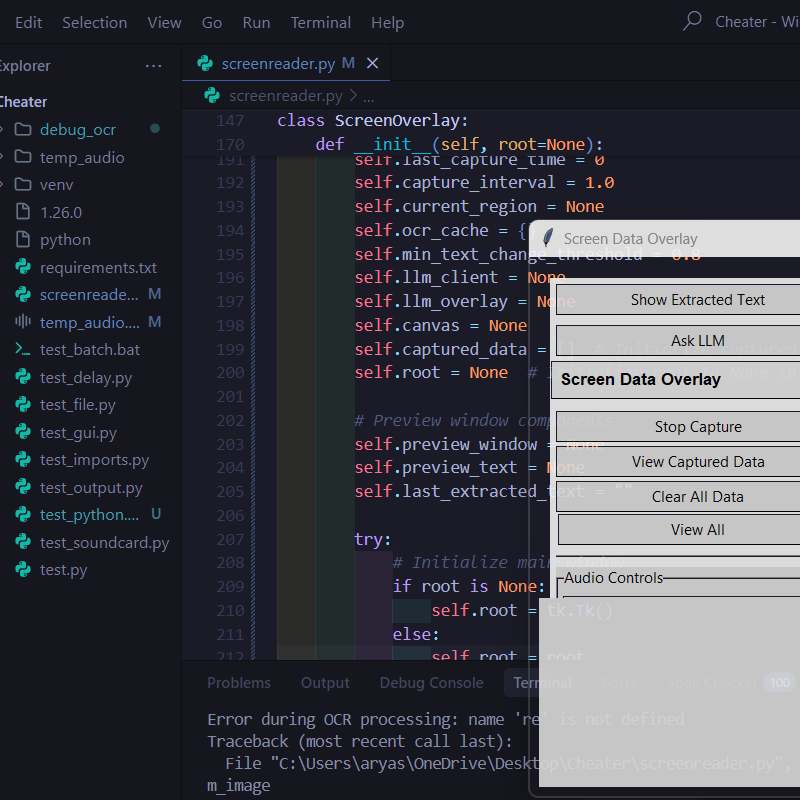 Edit Selection View Go Run Terminal Help
Cheater - Wi
Explorer ...
screenreader.py M
Cheater
screenreader.py > ...
debug_ocr
temp_audio
venv
1.26.0
python
requirements.txt
screenreade... M
temp_audio.... M
test_batch.bat
test_delay.py
test_file.py
test_gui.py
test_imports.py
test_output.py
test_python.... U
test_soundcard.py
test.py
147 class ScreenOverlay:
170 def __init__(self, root=None):
191 self.last_capture_time = 0
192 self.capture_interval = 1.0
193 self.current_region = None
194 self.ocr_cache = {
195 self.min_text_change_threshold = 0.8
196 self.llm_client = None
197 self.llm_overlay = None
198 self.canvas = None
199 self.captured_data = []
200 self.root = None #
201
202 # Preview window components
203 self.preview_window = None
204 self.preview_text = None
205 self.last_extracted_text = ""
206
207 try:
208 # Initialize main window
209 if root is None:
210 self.root = tk.Tk()
211 else:
212 self.root = root
Screen Data Overlay
Show Extracted Text
Ask LLM
Screen Data Overlay
Stop Capture
View Captured Data
Clear All Data
View All
Audio Controls
Problems Output Debug Console Terminal Ports Spell Checker 100
Error during OCR processing: name 're' is not defined
Traceback (most recent call last):
File "C:\Users\aryas\OneDrive\Desktop\Cheater\screenreader.py",
m_image